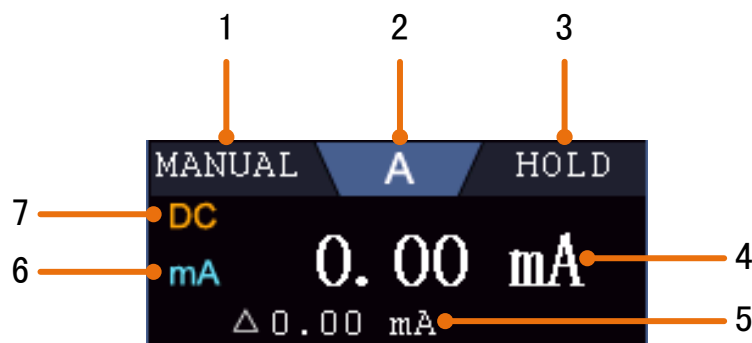 1 2 3
MANUAL A HOLD
7 DC
6 mA 0.00 mA 4
△0.00 mA 5